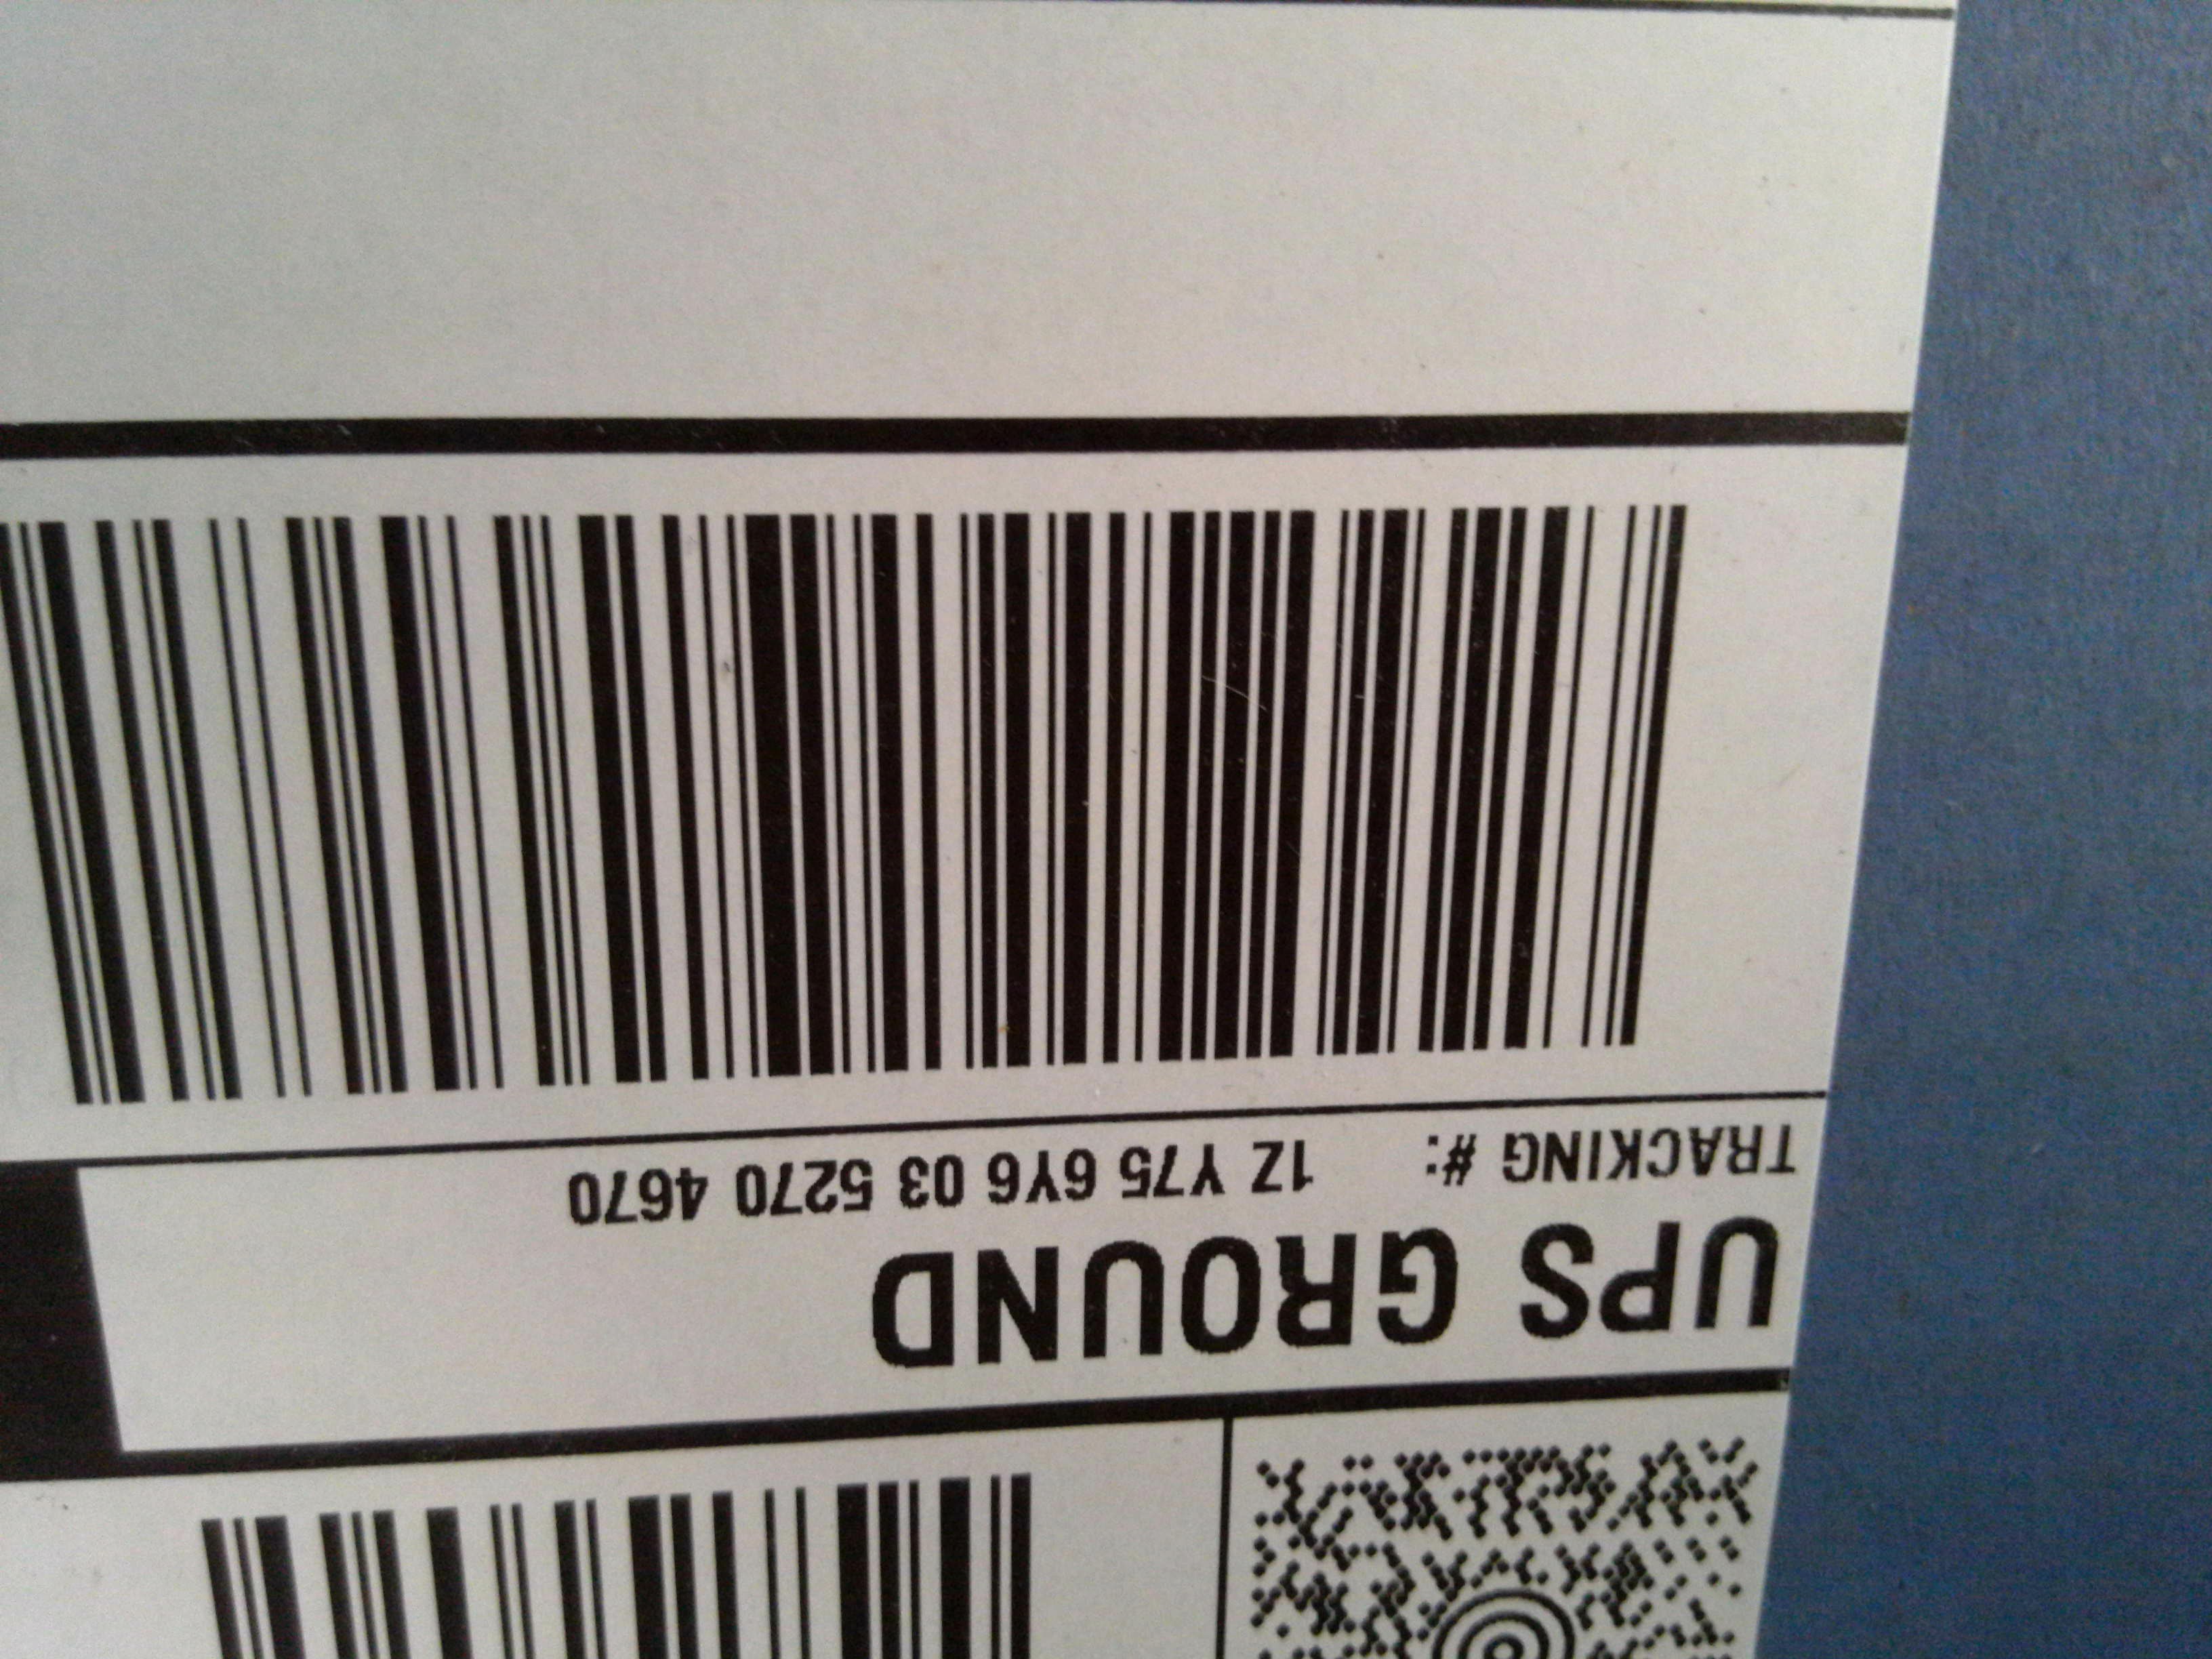 UPS GROUND
TRACKING #: 1Z Y75 6Y6 03 5270 4670